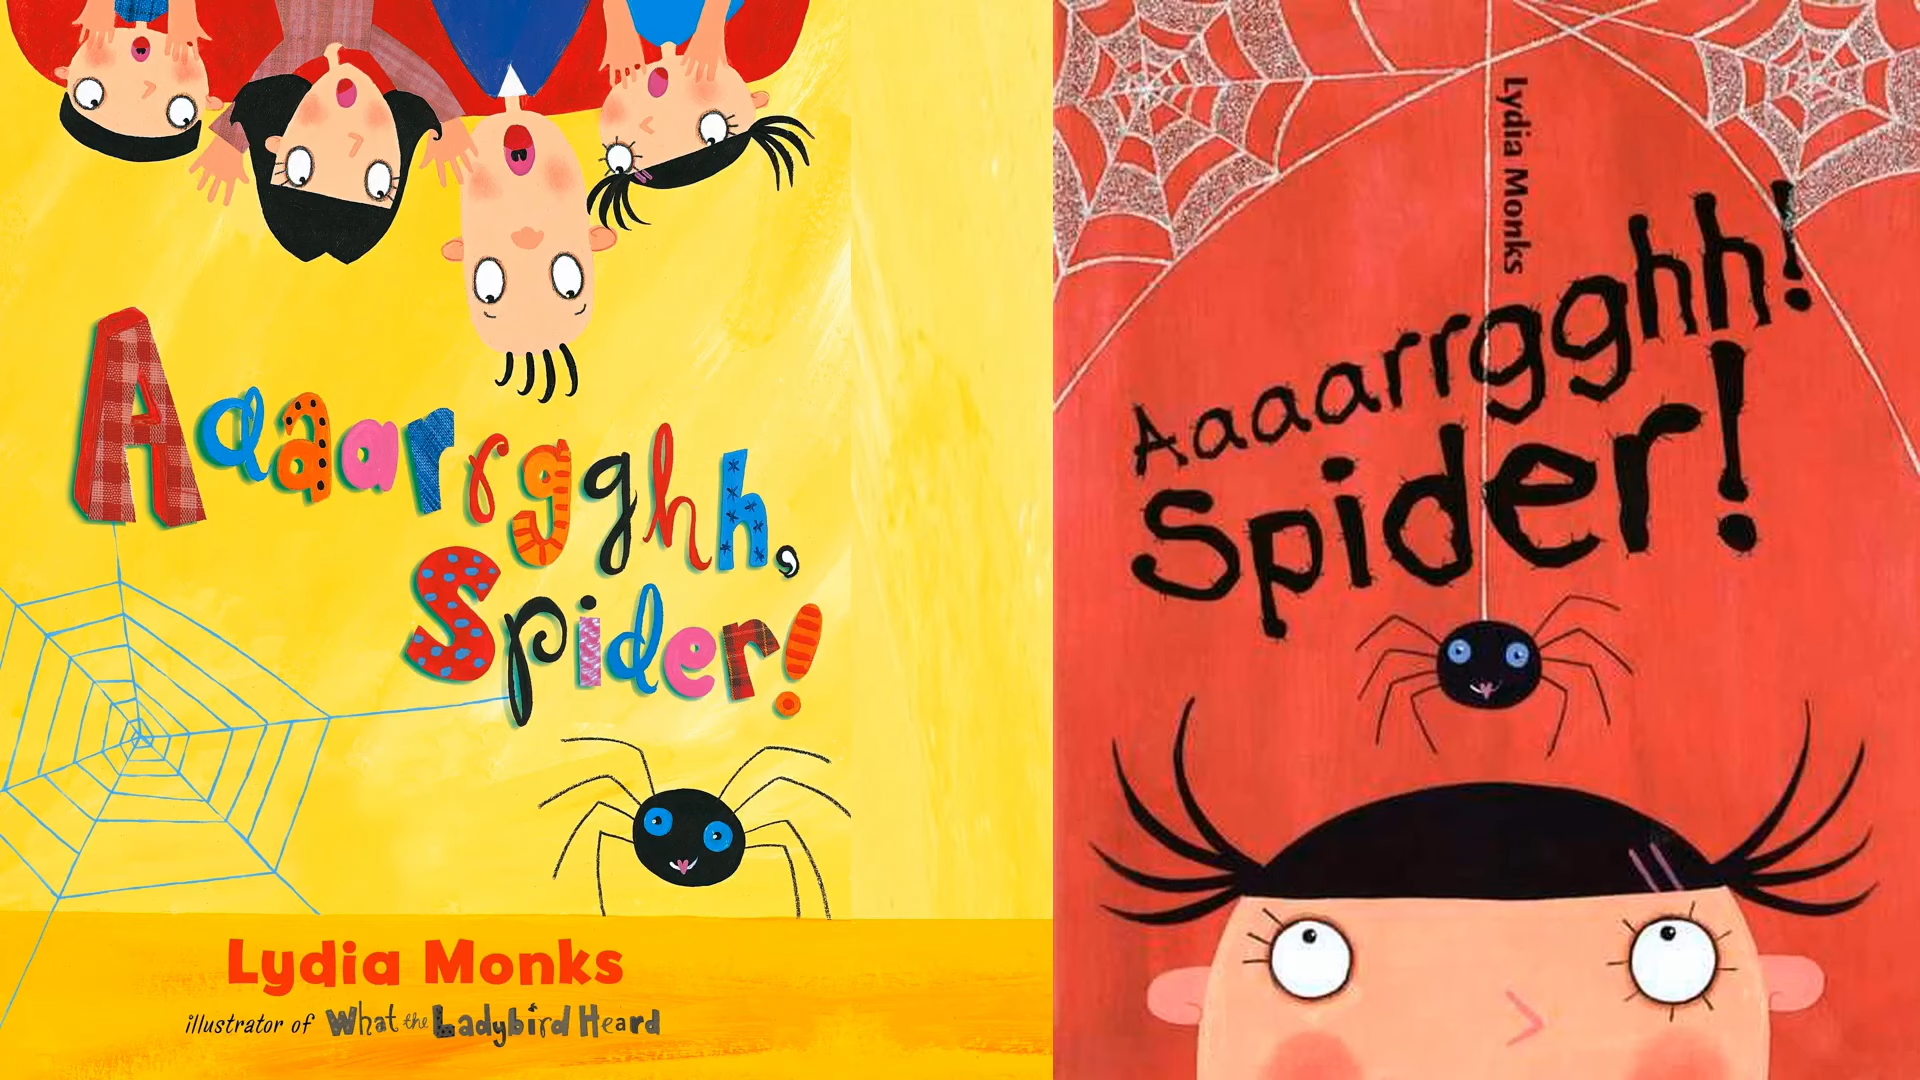 Aaaarrgghh,
Spider!
Lydia Monks
illustrator of What the Ladybird Heard
Lydia Monks
Aaaarrgghh!
Spider!